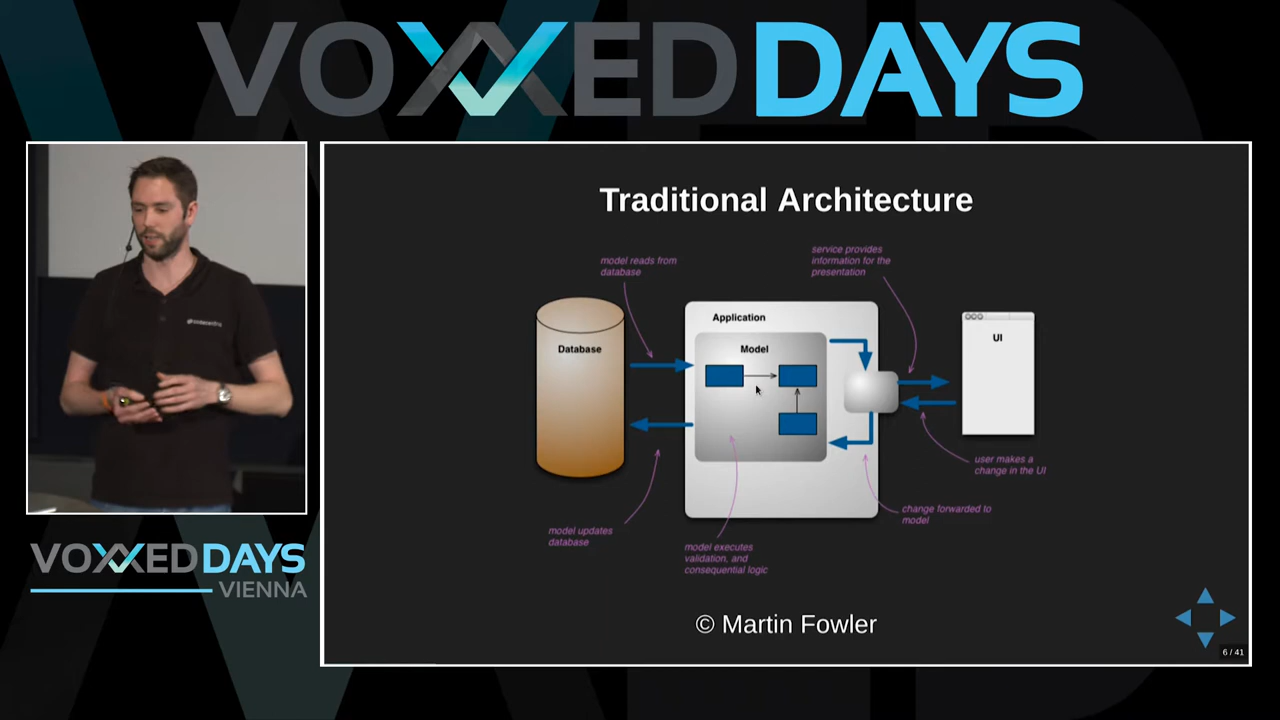 VOXXED DAYS
Traditional Architecture
model reads from
database
service provides
information for the
presentation
Application
Database
Model
UI
user makes a
change in the UI
change forwarded to
model
model updates
database
model executes
validation, and
consequential logic
© Martin Fowler
6 / 41
VOXXED DAYS
VIENNA